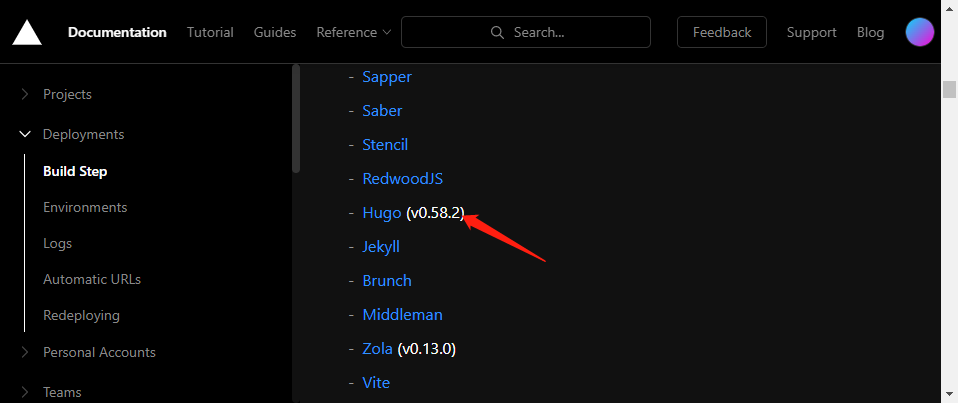 Documentation Tutorial Guides Reference Search... Feedback Support Blog
Projects
Deployments
Build Step
Environments
Logs
Automatic URLs
Redeploying
Personal Accounts
Teams
- Sapper
- Saber
- Stencil
- RedwoodJS
- Hugo (v0.58.2)
- Jekyll
- Brunch
- Middleman
- Zola (v0.13.0)
- Vite